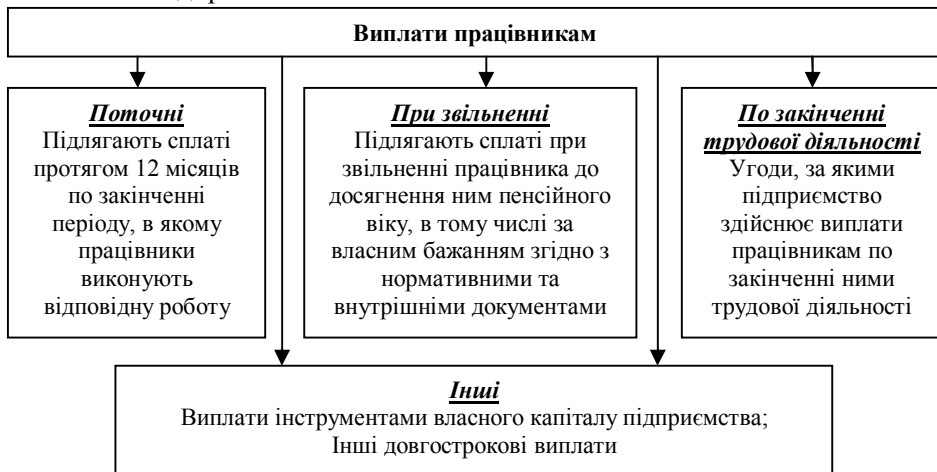 Виплати працівникам
Поточні
Підлягають сплаті
протягом 12 місяців
по закінченні
періоду, в якому
працівники
виконують
відповідну роботу
При звільненні
Підлягають сплаті при
звільненні працівника до
досягнення ним пенсійного
віку, в тому числі за
власним бажанням згідно з
нормативними та
внутрішніми документами
По закінченні
трудової діяльності
Угоди, за якими
підприємство
здійснює виплати
працівникам по
закінченні ними
трудової діяльності
Інші
Виплати інструментами власного капіталу підприємства;
Інші довгострокові виплати